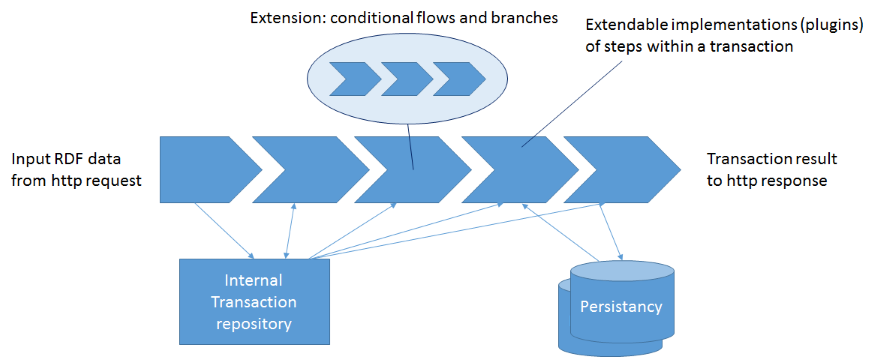 Extension: conditional flows and branches
Extendable implementations (plugins)
of steps within a transaction
Input RDF data
from http request
Transaction result
to http response
Internal
Transaction
repository
Persistancy